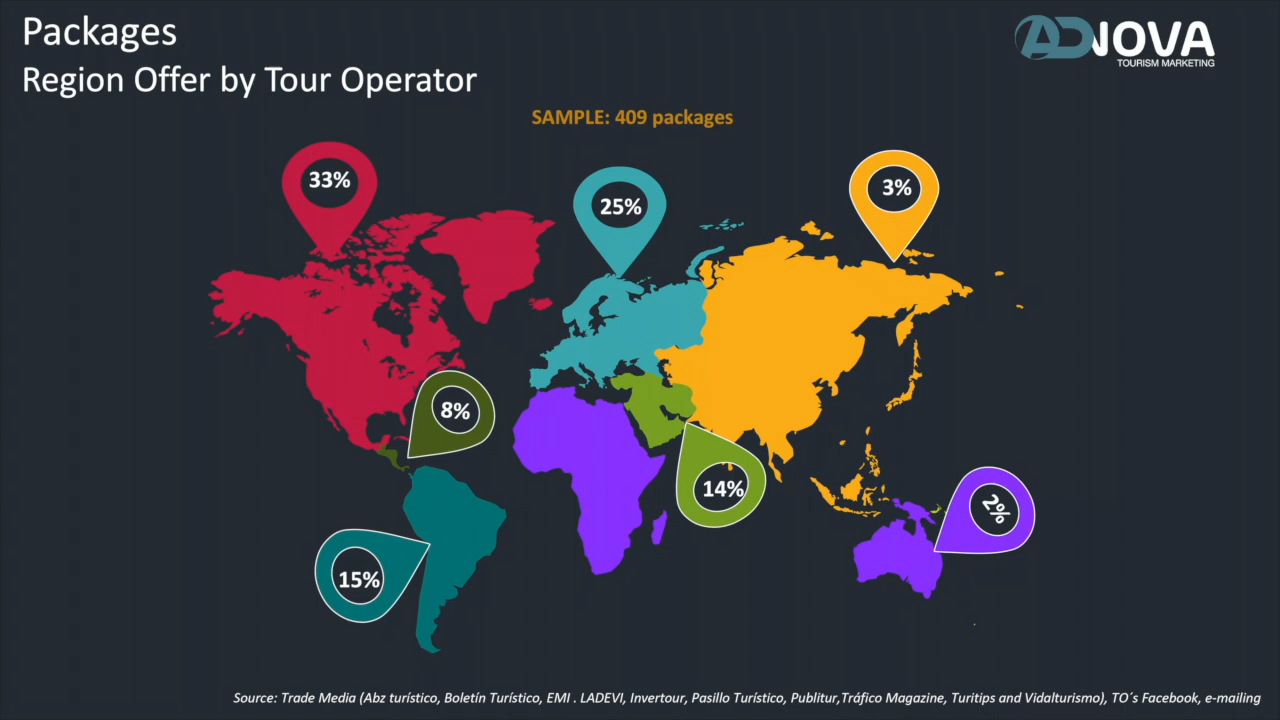 Packages
Region Offer by Tour Operator
ADNOVA
TOURISM MARKETING
SAMPLE: 409 packages
33%
25%
3%
8%
14%
2%
15%
Source: Trade Media (Abz turístico, Boletín Turístico, EMI . LADEVI, Invertour, Pasillo Turístico, Publitur,Tráfico Magazine, Turitips and Vidalturismo), TO´s Facebook, e-mailing